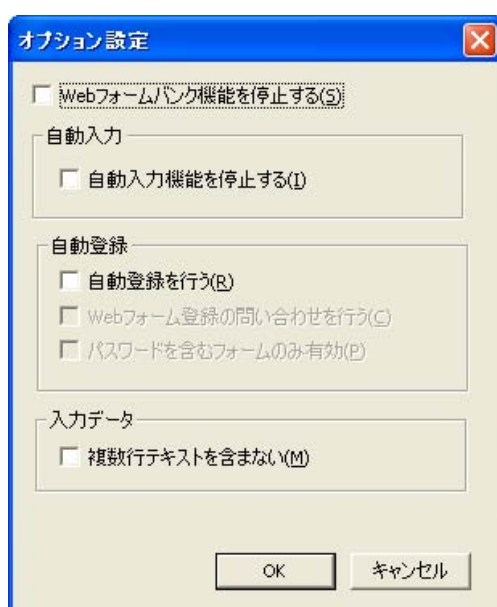 オプション設定
Webフォームバンク機能を停止する(S)
自動入力
自動入力機能を停止する(I)
自動登録
自動登録を行う(R)
Webフォーム登録の問い合わせを行う(C)
パスワードを含むフォームのみ有効(P)
入力データ
複数行テキストを含まない(M)
OK キャンセル